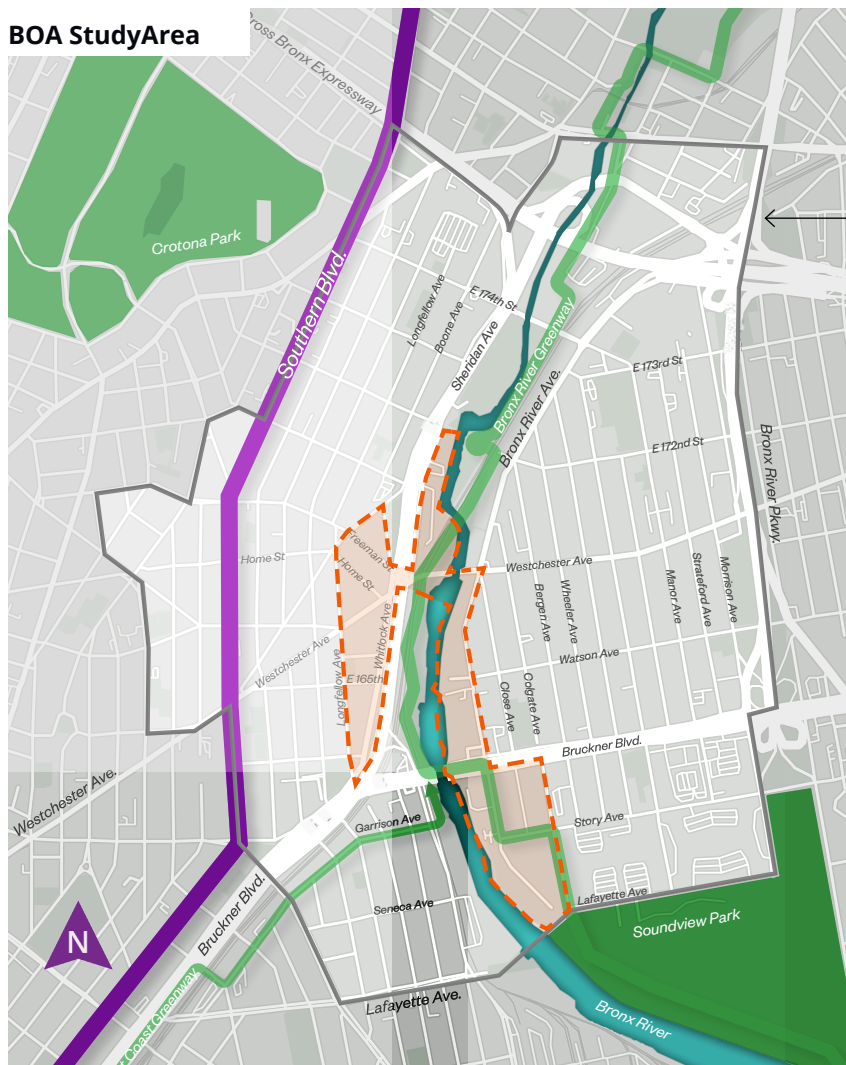 BOA StudyArea
Cross Bronx Expressway
Crotona Park
Southern Blvd.
Longfellow Ave
Boone Ave
E 174th St
Sheridan Ave
Bronx River Greenway
Bronx River Ave.
E 173rd St
E 172nd St
Bronx River Pkwy.
Freeman St
Home St
Home St
Westchester Ave
Bergen Ave
Wheeler Ave
Manor Ave
Strateford Ave
Morrison Ave
Whitlock Ave
Westchester Ave
Longfellow Ave
E 165th
Watson Ave
Close Ave
Colgate Ave
Bruckner Blvd.
Westchester Ave.
Garrison Ave
Story Ave
Bruckner Blvd.
Seneca Ave
Lafayette Ave
Soundview Park
N
t Coast Greenway
Lafayette Ave.
Bronx River